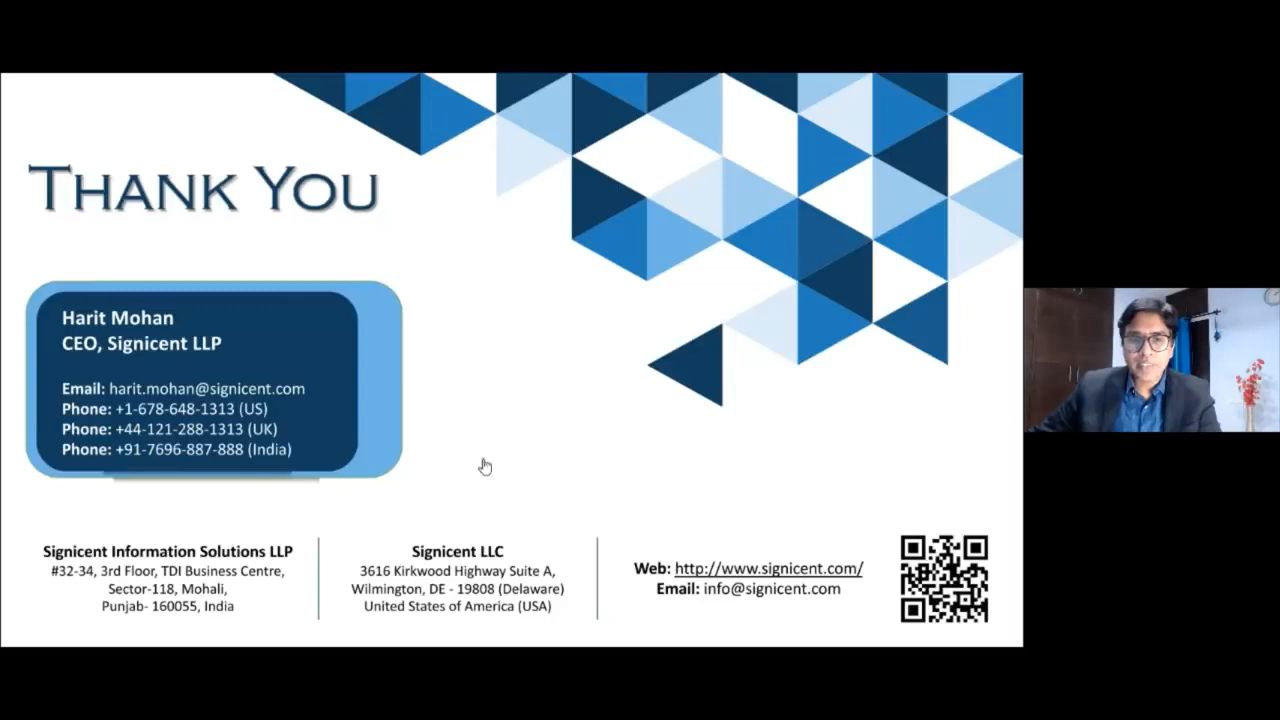 THANK YOU
Harit Mohan
CEO, Signicent LLP
Email: harit.mohan@signicent.com
Phone: +1-678-648-1313 (US)
Phone: +44-121-288-1313 (UK)
Phone: +91-7696-887-888 (India)
Signicent Information Solutions LLP
#32-34, 3rd Floor, TDI Business Centre,
Sector-118, Mohali,
Punjab- 160055, India
Signicent LLC
3616 Kirkwood Highway Suite A,
Wilmington, DE - 19808 (Delaware)
United States of America (USA)
Web: http://www.signicent.com/
Email: info@signicent.com